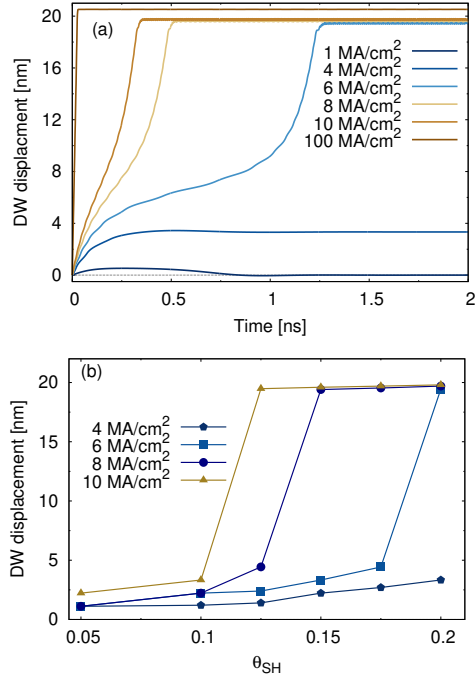 (a)
DW displacment [nm]
20
16
12
8
4
0
1 MA/cm²
4 MA/cm²
6 MA/cm²
8 MA/cm²
10 MA/cm²
100 MA/cm²
0 0.5 1 1.5 2
Time [ns]
(b)
DW displacement [nm]
20
15
10
5
0
4 MA/cm²
6 MA/cm²
8 MA/cm²
10 MA/cm²
0.05 0.1 0.15 0.2
θSH